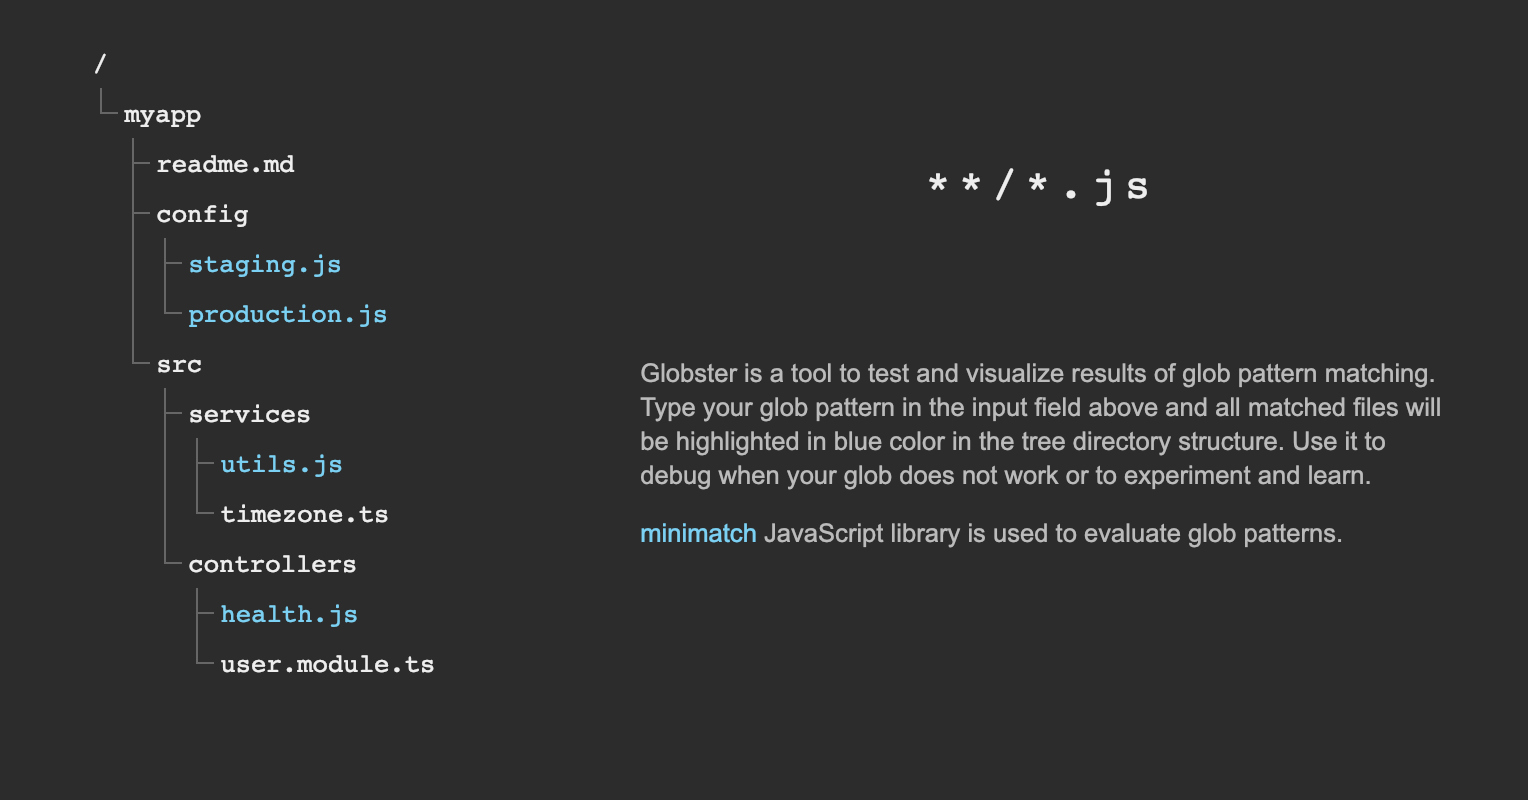 /
myapp
readme.md
config
staging.js
production.js
src
services
utils.js
timezone.ts
controllers
health.js
user.module.ts
**/*.js
Globster is a tool to test and visualize results of glob pattern matching.
Type your glob pattern in the input field above and all matched files will
be highlighted in blue color in the tree directory structure. Use it to
debug when your glob does not work or to experiment and learn.
minimatch JavaScript library is used to evaluate glob patterns.